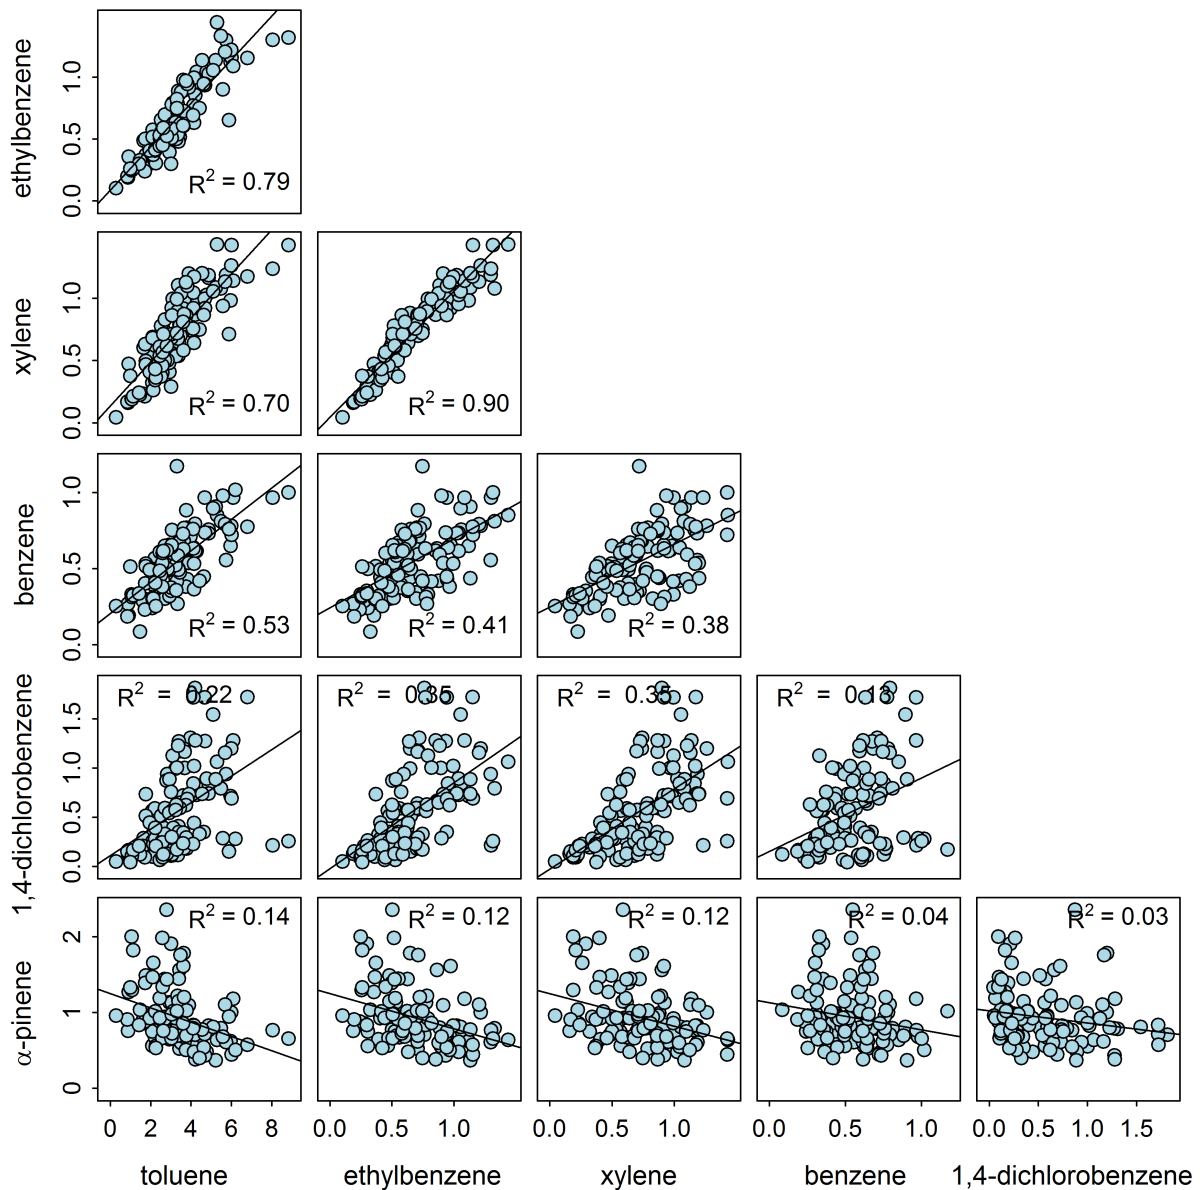 ethylbenzene
0.0 0.5 1.0
R2 = 0.79
xylene
0.0 0.5 1.0
R2 = 0.70
R2 = 0.90
benzene
0.0 0.5 1.0
R2 = 0.53
R2 = 0.41
R2 = 0.38
1,4-dichlorobenzene
0.0 0.5 1.0 1.5
R2 = 0.22
R2 = 0.35
R2 = 0.35
R2 = 0.13
α-pinene
0 1 2
R2 = 0.14
R2 = 0.12
R2 = 0.12
R2 = 0.04
R2 = 0.03
0 2 4 6 8
0.0 0.5 1.0
0.0 0.5 1.0
0.0 0.5 1.0
0.0 0.5 1.0 1.5
toluene
ethylbenzene
xylene
benzene
1,4-dichlorobenzene